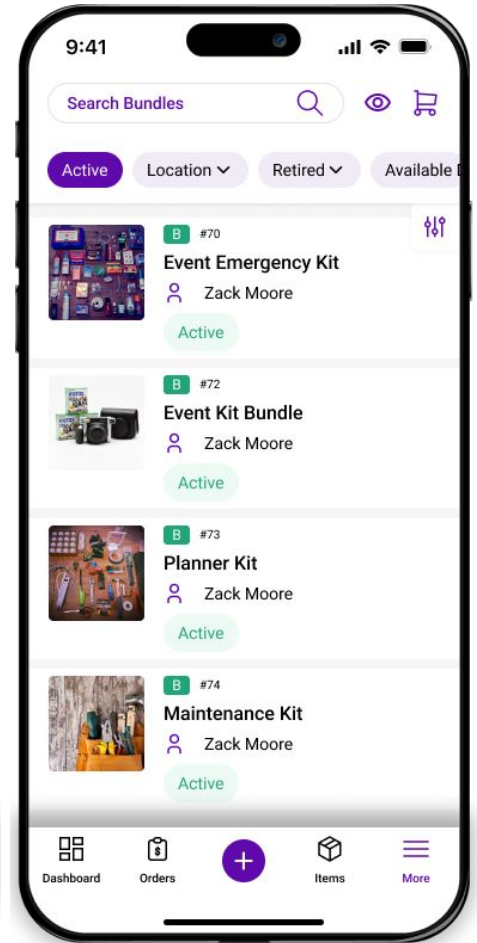 9:41
Search Bundles
Active Location Retired Available
B #70
Event Emergency Kit
Zack Moore
Active
B #72
Event Kit Bundle
Zack Moore
Active
B #73
Planner Kit
Zack Moore
Active
B #74
Maintenance Kit
Zack Moore
Active
Dashboard Orders Items More